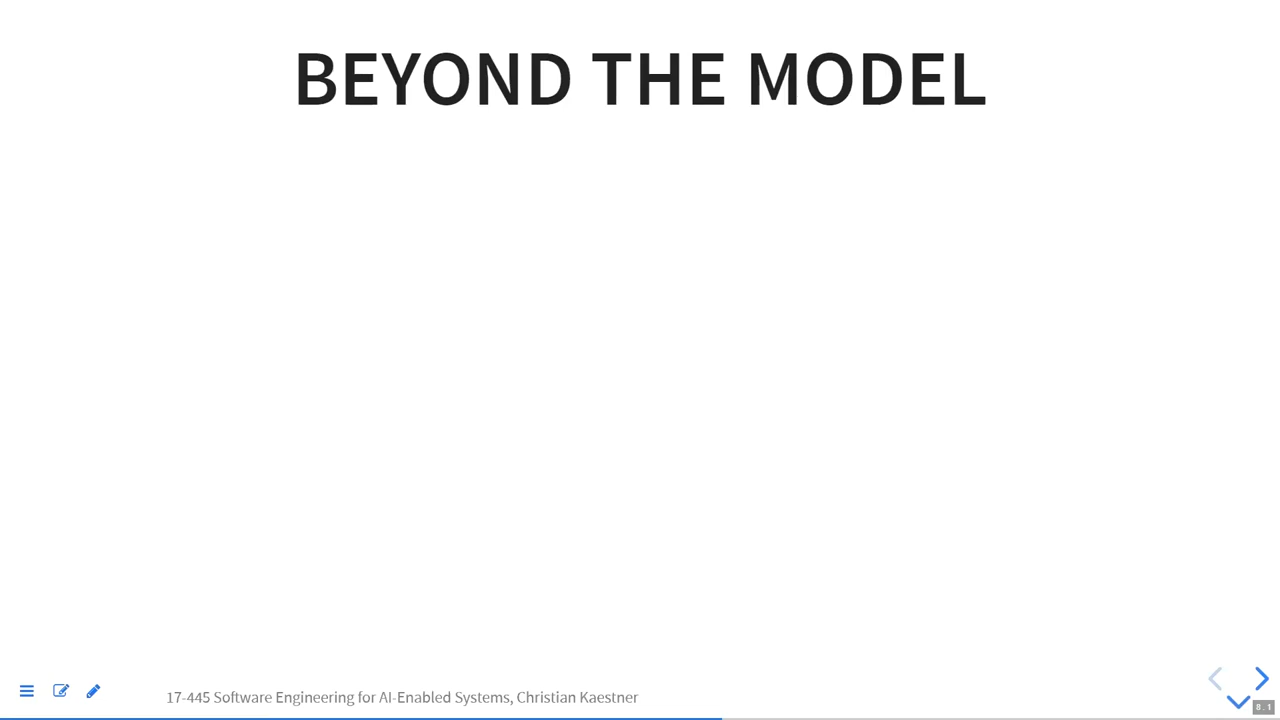 BEYOND THE MODEL
17-445 Software Engineering for AI-Enabled Systems, Christian Kaestner
8.1